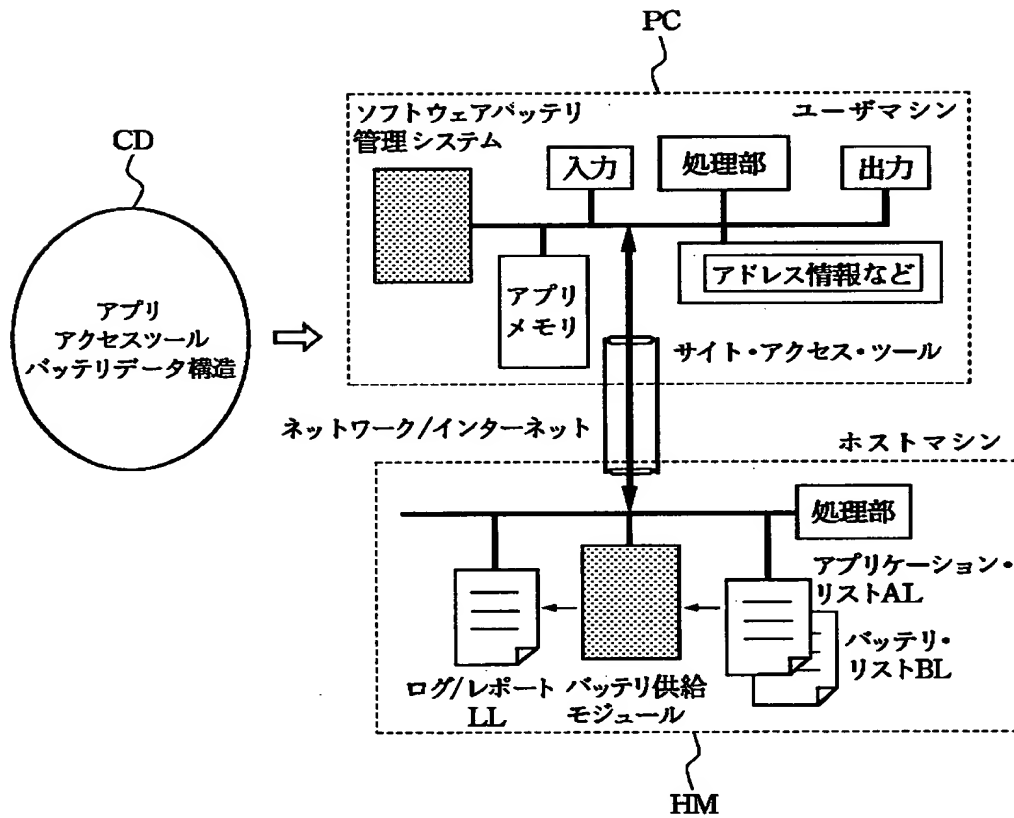 PC
CD
ソフトウェアバッテリ
管理システム
ユーザマシン
入力
処理部
出力
アプリ
メモリ
アドレス情報など
アプリ
アクセスツール
バッテリデータ構造
サイト・アクセス・ツール
ネットワーク/インターネット
ホストマシン
処理部
アプリケーション・
リストAL
バッテリ・
リストBL
ログ/レポート
LL
バッテリ供給
モジュール
HM